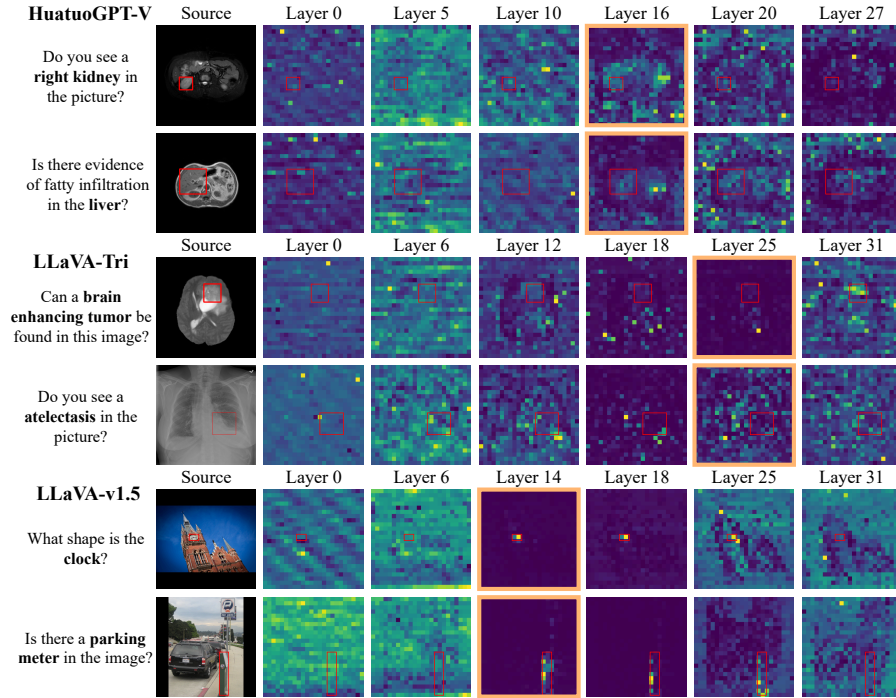 HuatuoGPT-V
Source Layer 0 Layer 5 Layer 10 Layer 16 Layer 20 Layer 27
Do you see a
right kidney in
the picture?
Is there evidence
of fatty infiltration
in the liver?
LLaVA-Tri
Source Layer 0 Layer 6 Layer 12 Layer 18 Layer 25 Layer 31
Can a brain
enhancing tumor be
found in this image?
Do you see a
atelectasis in the
picture?
LLaVA-v1.5
Source Layer 0 Layer 6 Layer 14 Layer 18 Layer 25 Layer 31
What shape is the
clock?
Is there a parking
meter in the image?